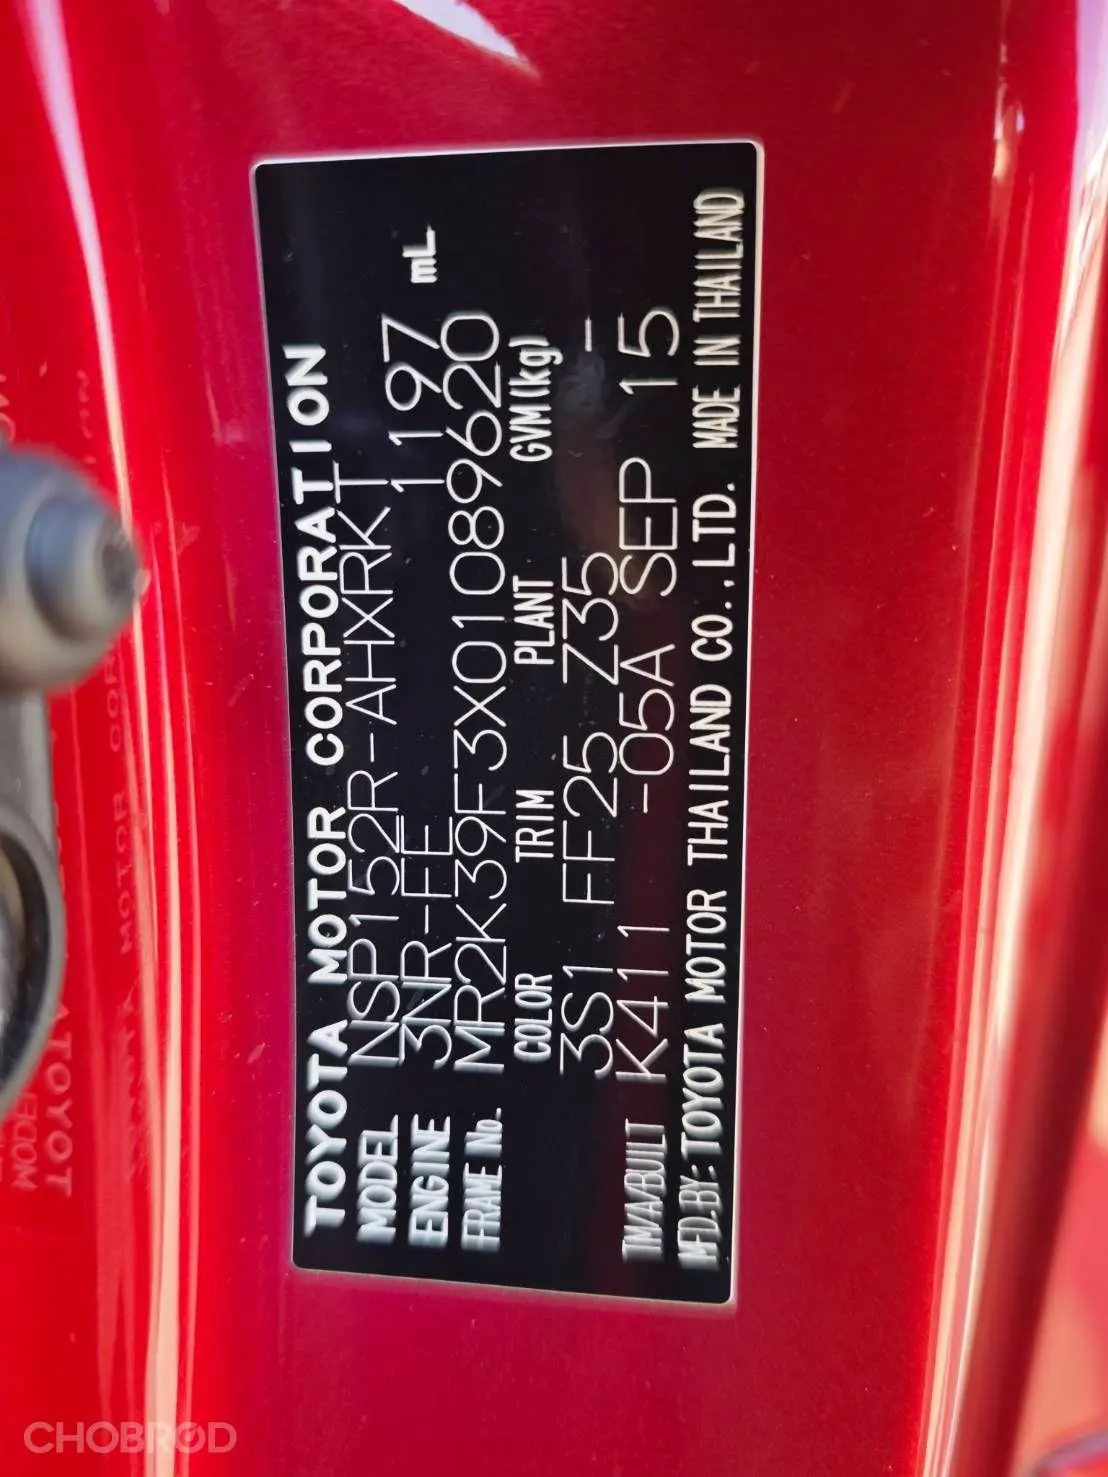 TOYOTA MOTOR CORPORATION
MODEL NSP152R-AHXRKT
ENGINE 3NR-FE 1197 mL
FRAME No. MR2K39F3X01089620
COLOR TRIM PLANT GVM(kg)
3S1 FF25 Z35 -
TM/A/BUILT K411 -05A SEP 15
MFD.BY:TOYOTA MOTOR THAILAND CO.,LTD. MADE IN THAILAND
CHOBROD